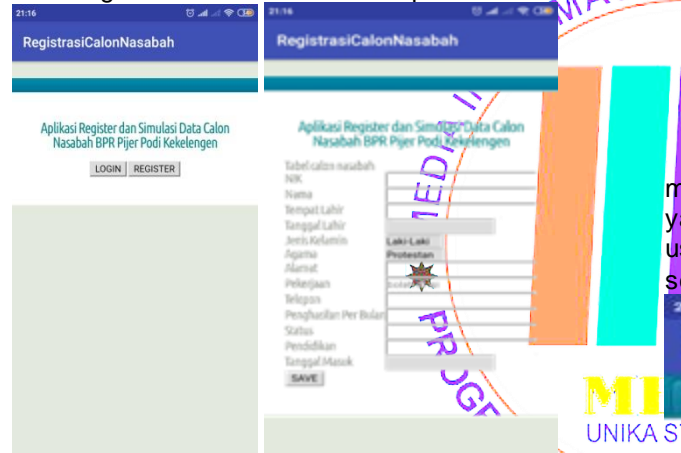 21:16
RegistrasiCalonNasabah
Aplikasi Register dan Simulasi Data Calon
Nasabah BPR Pijer Podi Kekelengen
LOGIN REGISTER
21:16
RegistrasiCalonNasabah
Aplikasi Register dan Simulasi Data Calon
Nasabah BPR Pijer Podi Kekelengen
Tabel calon nasabah
NIK
Nama
Tempat Lahir
Tanggal Lahir
Jenis Kelamin Laki-Laki
Agama Protestan
Alamat
Pekerjaan
Telepon
Penghasilan Per Bulan
Status
Pendidikan
Tanggal Masuk
SAVE
UNIKA